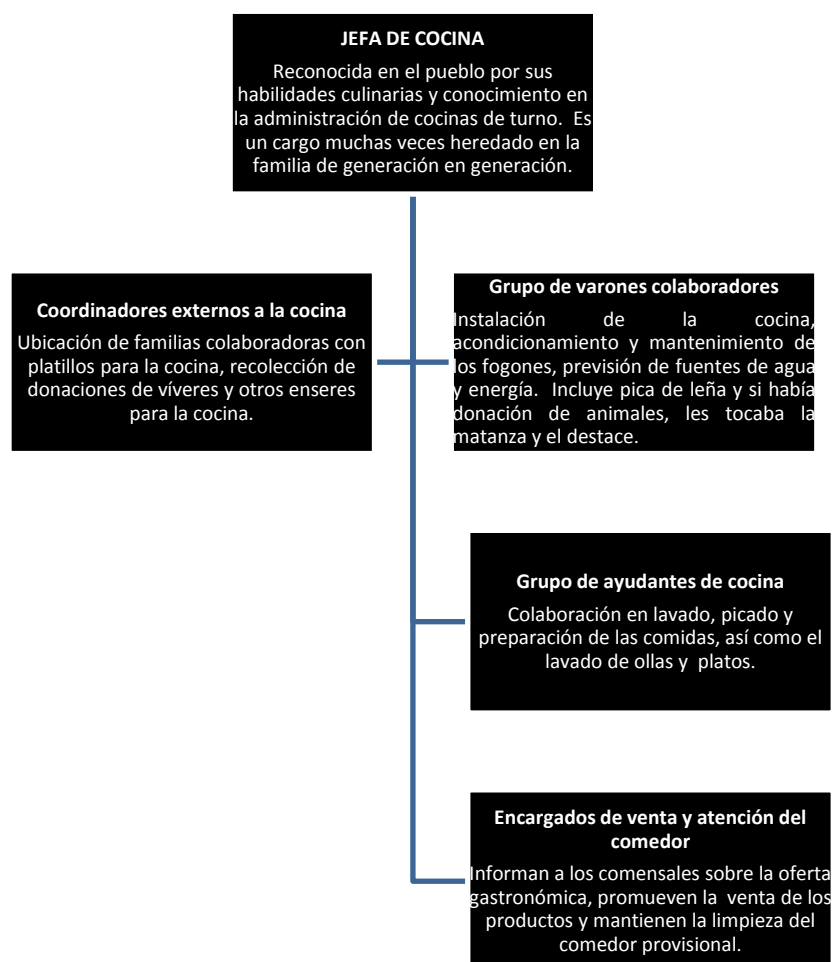 JEFA DE COCINA
Reconocida en el pueblo por sus
habilidades culinarias y conocimiento en
la administración de cocinas de turno. Es
un cargo muchas veces heredado en la
familia de generación en generación.
Coordinadores externos a la cocina
Ubicación de familias colaboradoras con
platillos para la cocina, recolección de
donaciones de víveres y otros enseres
para la cocina.
Grupo de varones colaboradores
Instalación de la cocina,
acondicionamiento y mantenimiento de
los fogones, previsión de fuentes de agua
y energía. Incluye pica de leña y si había
donación de animales, les tocaba la
matanza y el destace.
Grupo de ayudantes de cocina
Colaboración en lavado, picado y
preparación de las comidas, así como el
lavado de ollas y platos.
Encargados de venta y atención del
comedor
Informan a los comensales sobre la oferta
gastronómica, promueven la venta de los
productos y mantienen la limpieza del
comedor provisional.